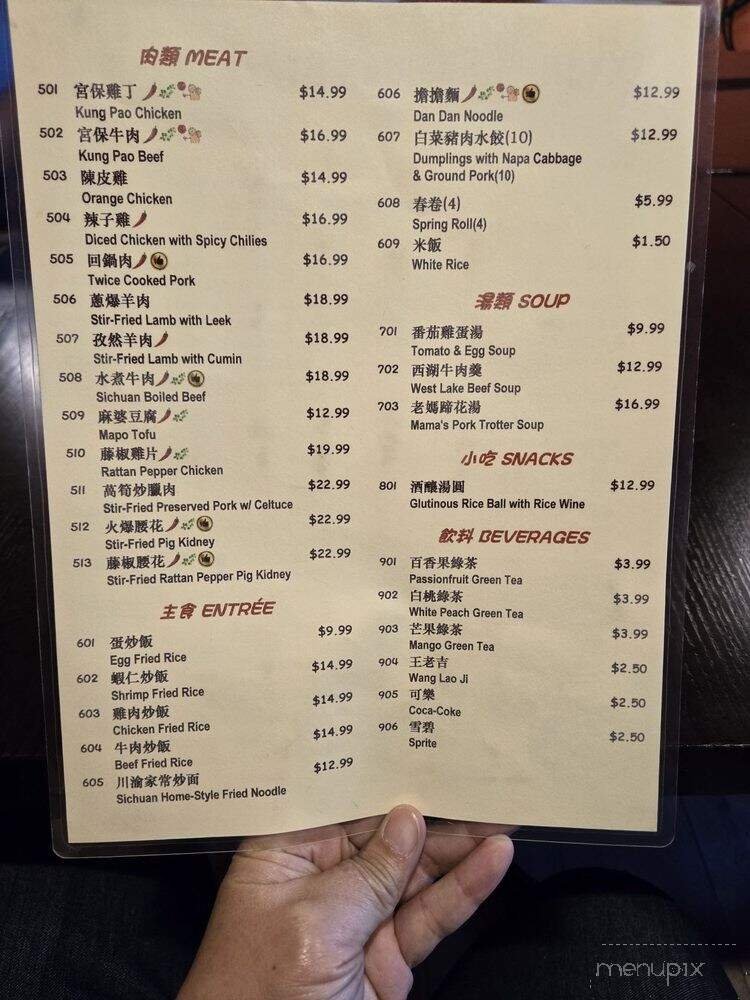 肉類 MEAT
501 宮保雞丁 $14.99
Kung Pao Chicken
502 宮保牛肉 $16.99
Kung Pao Beef
503 陳皮雞 $14.99
Orange Chicken
504 辣子雞 $16.99
Diced Chicken with Spicy Chilies
505 回鍋肉 $16.99
Twice Cooked Pork
506 蔥爆羊肉 $18.99
Stir-Fried Lamb with Leek
507 孜然羊肉 $18.99
Stir-Fried Lamb with Cumin
508 水煮牛肉 $18.99
Sichuan Boiled Beef
509 麻婆豆腐 $12.99
Mapo Tofu
510 藤椒雞片 $19.99
Rattan Pepper Chicken
511 萵筍炒臘肉 $22.99
Stir-Fried Preserved Pork w/ Celtuce
512 火爆腰花 $22.99
Stir-Fried Pig Kidney
513 藤椒腰花 $22.99
Stir-Fried Rattan Pepper Pig Kidney
主食 ENTRÉE
601 蛋炒飯 $9.99
Egg Fried Rice
602 蝦仁炒飯 $14.99
Shrimp Fried Rice
603 雞肉炒飯 $14.99
Chicken Fried Rice
604 牛肉炒飯 $14.99
Beef Fried Rice
605 川渝家常炒面 $12.99
Sichuan Home-Style Fried Noodle
606 擔擔麵 $12.99
Dan Dan Noodle
607 白菜豬肉水餃(10) $12.99
Dumplings with Napa Cabbage
& Ground Pork(10)
608 春卷(4) $5.99
Spring Roll(4)
609 米飯 $1.50
White Rice
湯類 SOUP
701 番茄雞蛋湯 $9.99
Tomato & Egg Soup
702 西湖牛肉羹 $12.99
West Lake Beef Soup
703 老媽蹄花湯 $16.99
Mama's Pork Trotter Soup
小吃 SNACKS
801 酒釀湯圓 $12.99
Glutinous Rice Ball with Rice Wine
飲料 BEVERAGES
901 百香果綠茶 $3.99
Passionfruit Green Tea
902 白桃綠茶 $3.99
White Peach Green Tea
903 芒果綠茶 $3.99
Mango Green Tea
904 王老吉 $2.50
Wang Lao Ji
905 可樂 $2.50
Coca-Coke
906 雪碧 $2.50
Sprite
menupix